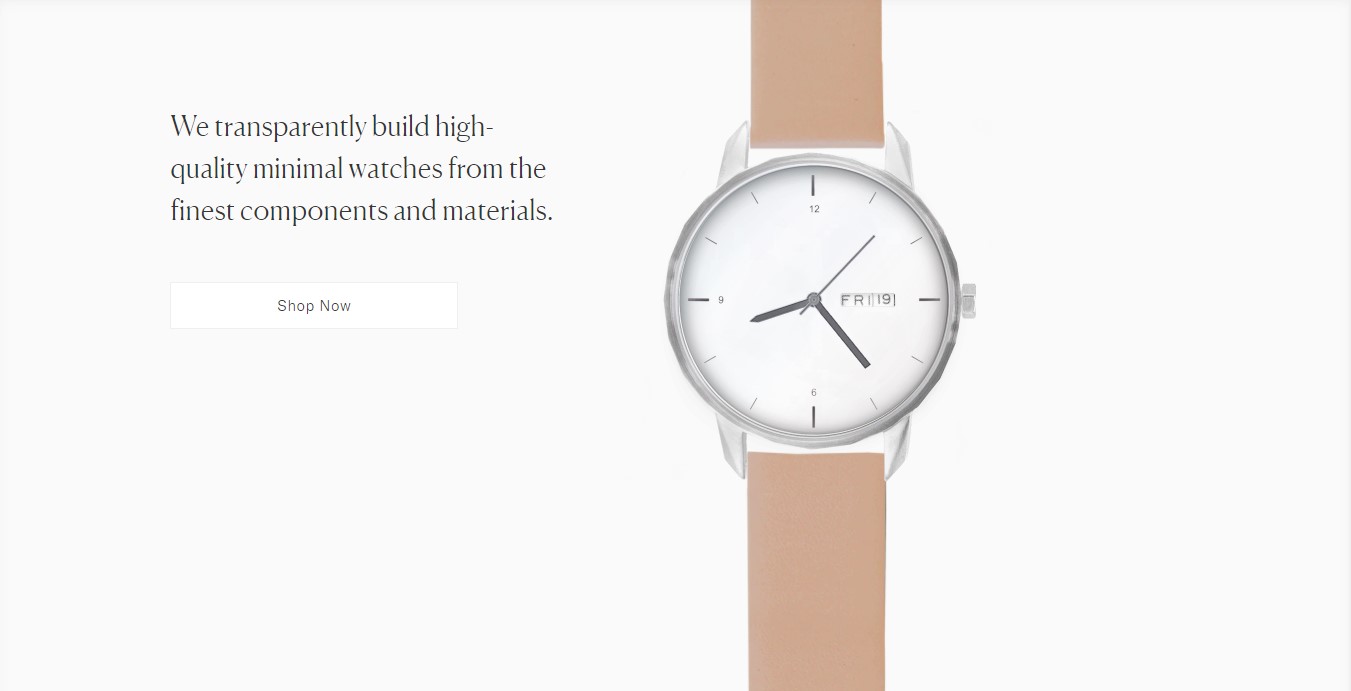 We transparently build high-
quality minimal watches from the
finest components and materials.
Shop Now
12
9
FRI 19
6